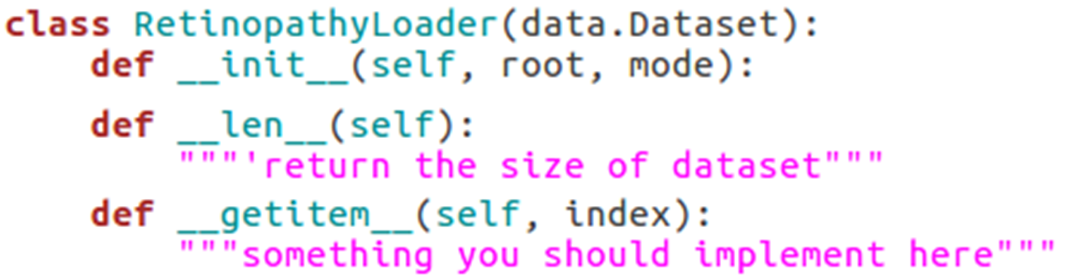 class RetinopathyLoader(data.Dataset):
    def __init__(self, root, mode):
    def __len__(self):
        """'return the size of dataset"""
    def __getitem__(self, index):
        """something you should implement here"""